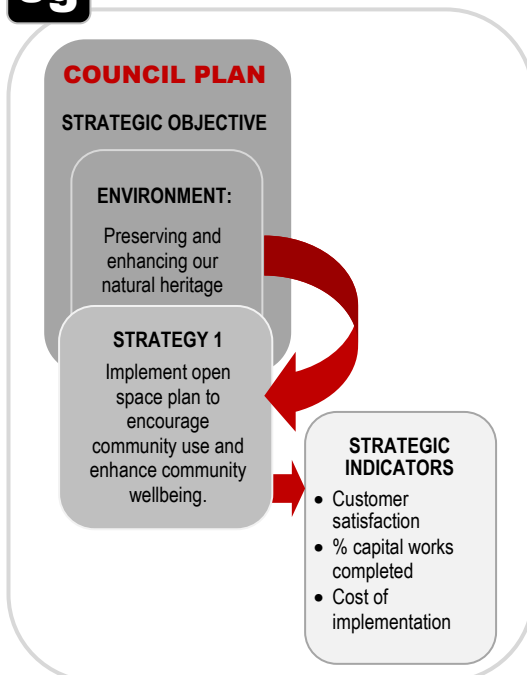 COUNCIL PLAN
STRATEGIC OBJECTIVE
ENVIRONMENT:
Preserving and
enhancing our
natural heritage
STRATEGY 1
Implement open
space plan to
encourage
community use and
enhance community
wellbeing.
STRATEGIC
INDICATORS
• Customer
satisfaction
• % capital works
completed
• Cost of
implementation